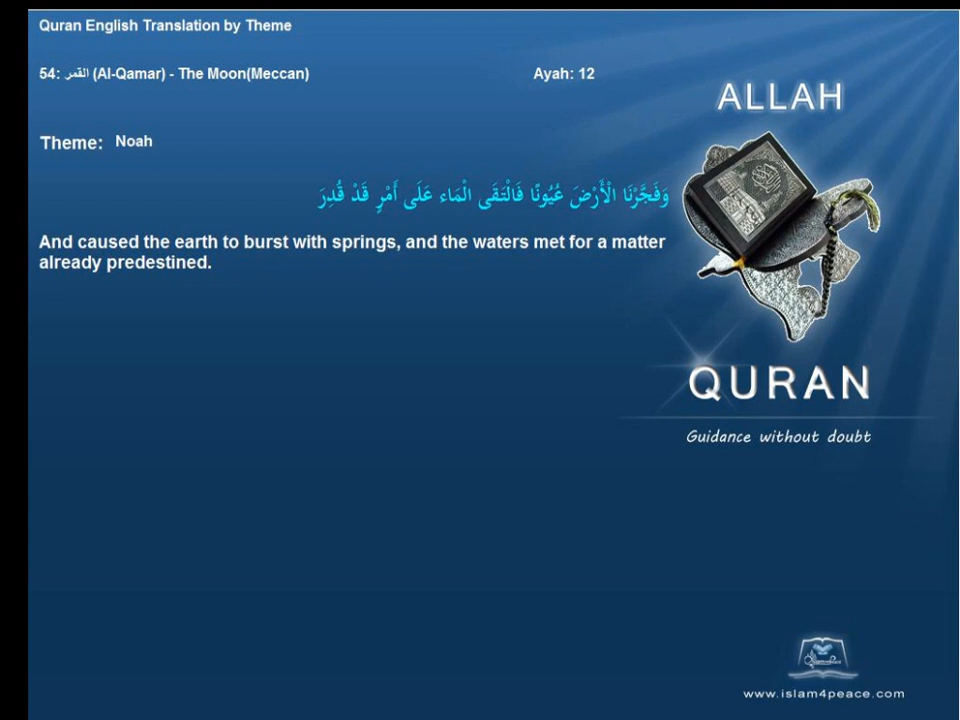 Quran English Translation by Theme
54: القمر (Al-Qamar) - The Moon(Meccan)
Ayah: 12
Theme: Noah
وَفَجَّرْنَا الْأَرْضَ عُيُونًا فَالْتَقَى الْمَاء عَلَى أَمْرٍ قَدْ قُدِرَ
And caused the earth to burst with springs, and the waters met for a matter
already predestined.
ALLAH
QURAN
Guidance without doubt
www.islam4peace.com